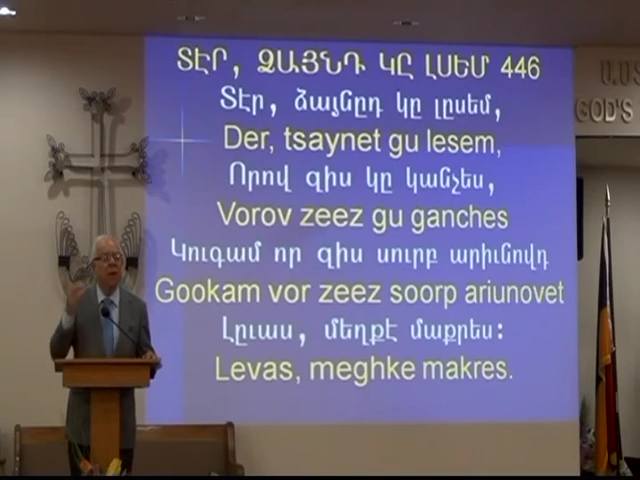 ՏԷՐ, ՁԱՅՆԴ ԿԸ ԼՍԵՄ 446
Տէր, ձայնըդ կը լըսեմ,
Der, tsaynet gu lesem,
Որով զիս կը կանչես,
Vorov zeez gu ganches
Կուգամ որ զիս սուրբ արիւնովդ
Gookam vor zeez soorp ariunovet
Լըւաս, մեղքէ մաքրես:
Levas, meghke makres.
GOD'S